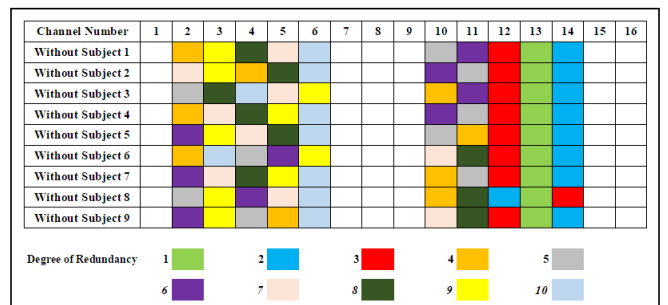 Channel Number 1 2 3 4 5 6 7 8 9 10 11 12 13 14 15 16
Without Subject 1
Without Subject 2
Without Subject 3
Without Subject 4
Without Subject 5
Without Subject 6
Without Subject 7
Without Subject 8
Without Subject 9
Degree of Redundancy 1 2 3 4 5
6 7 8 9 10